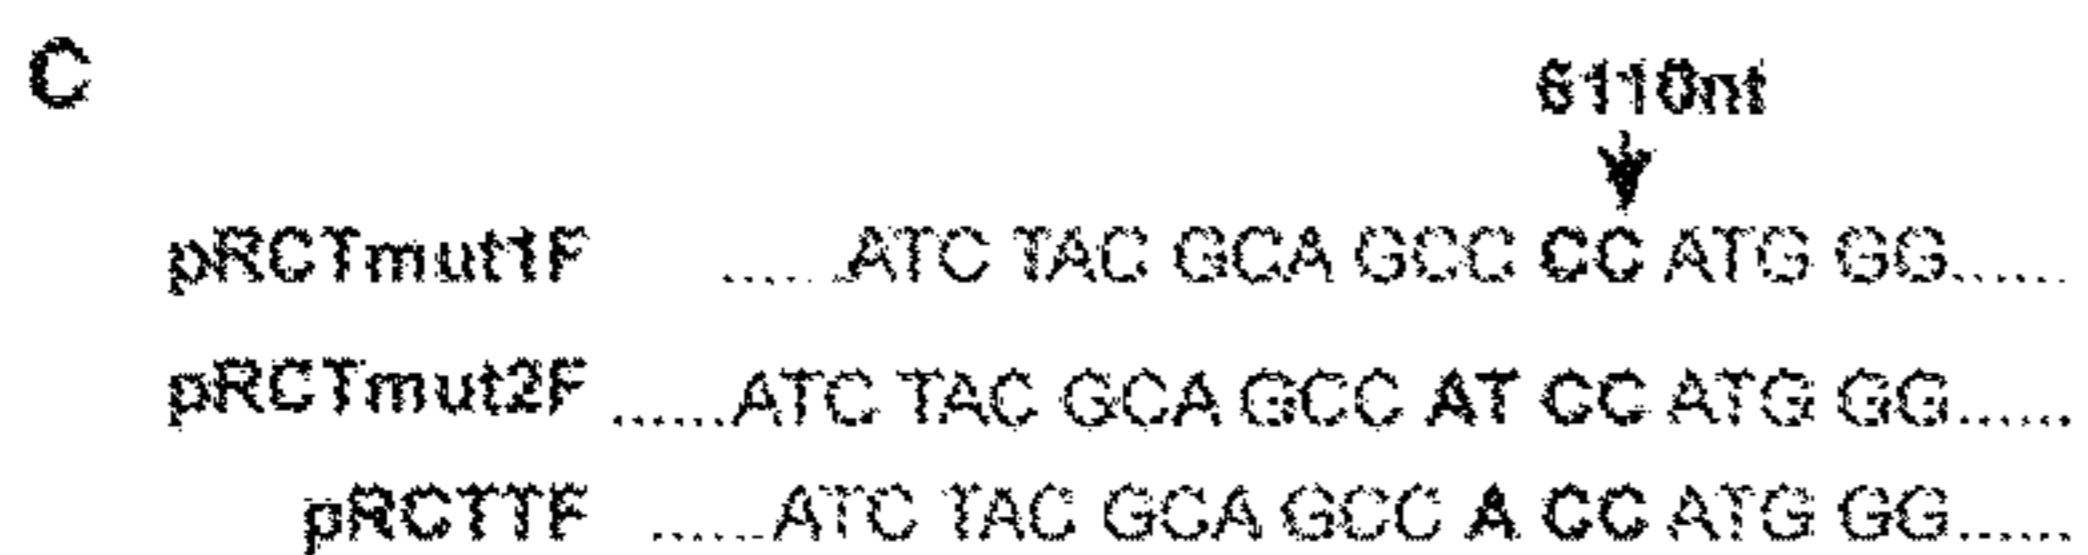 C
6110nt
pRCTmut1F ......ATC TAC GCA GCC CC ATG GG......
pRCTmut2F ......ATC TAC GCA GCC AT CC ATG GG......
pRCTTF ......ATC TAC GCA GCC A CC ATG GG......